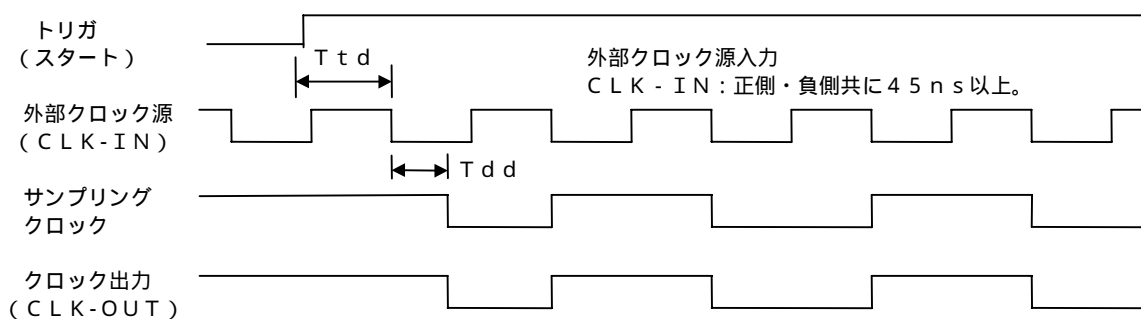 トリガ
(スタート)
Ttd
外部クロック源入力
CLK-IN:正側・負側共に45ns以上。
外部クロック源
(CLK-IN)
Tdd
サンプリング
クロック
クロック出力
(CLK-OUT)